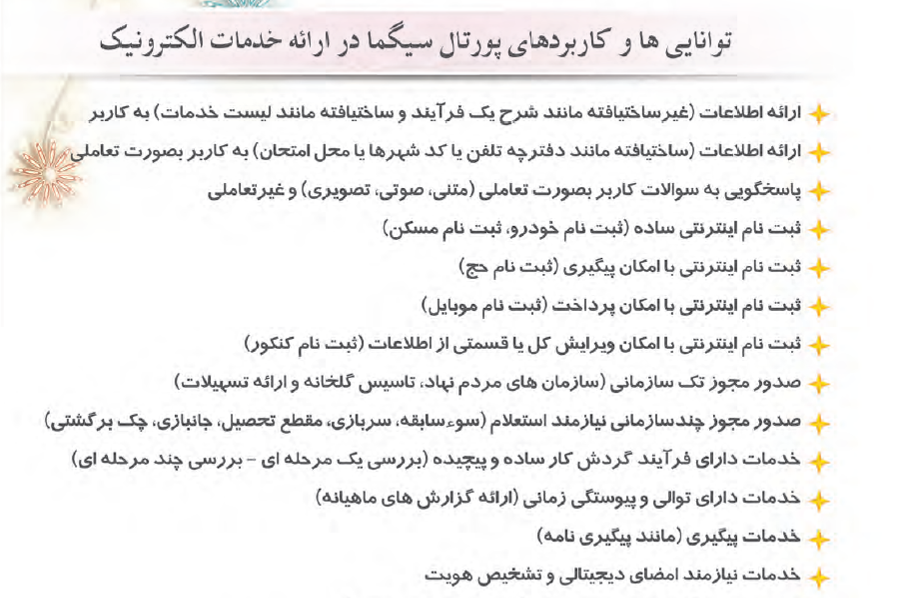 توانایی ها و کاربردهای پورتال سیگما در ارائه خدمات الکترونیک
ارائه اطلاعات (غیرساختیافته مانند شرح یک فرآیند و ساختیافته مانند لیست خدمات) به کاربر
ارائه اطلاعات (ساختیافته مانند دفترچه تلفن یا کد شهرها یا محل امتحان) به کاربر بصورت تعاملی
پاسخگویی به سوالات کاربر بصورت تعاملی (متنی، صوتی، تصویری) و غیرتعاملی
ثبت نام اینترنتی ساده (ثبت نام خودرو، ثبت نام مسکن)
ثبت نام اینترنتی با امکان پیگیری (ثبت نام حج)
ثبت نام اینترنتی با امکان پرداخت (ثبت نام موبایل)
ثبت نام اینترنتی با امکان ویرایش کل یا قسمتی از اطلاعات (ثبت نام کنکور)
صدور مجوز تک سازمانی (سازمان های مردم نهاد، تاسیس گلخانه و ارائه تسهیلات)
صدور مجوز چندسازمانی نیازمند استعلام (سوءسابقه، سربازی، مقطع تحصیل، جانبازی، چک برگشتی)
خدمات دارای فرآیند گردش کار ساده و پیچیده (بررسی یک مرحله ای - بررسی چند مرحله ای)
خدمات دارای توالی و پیوستگی زمانی (ارائه گزارش های ماهیانه)
خدمات پیگیری (مانند پیگیری نامه)
خدمات نیازمند امضای دیجیتالی و تشخیص هویت